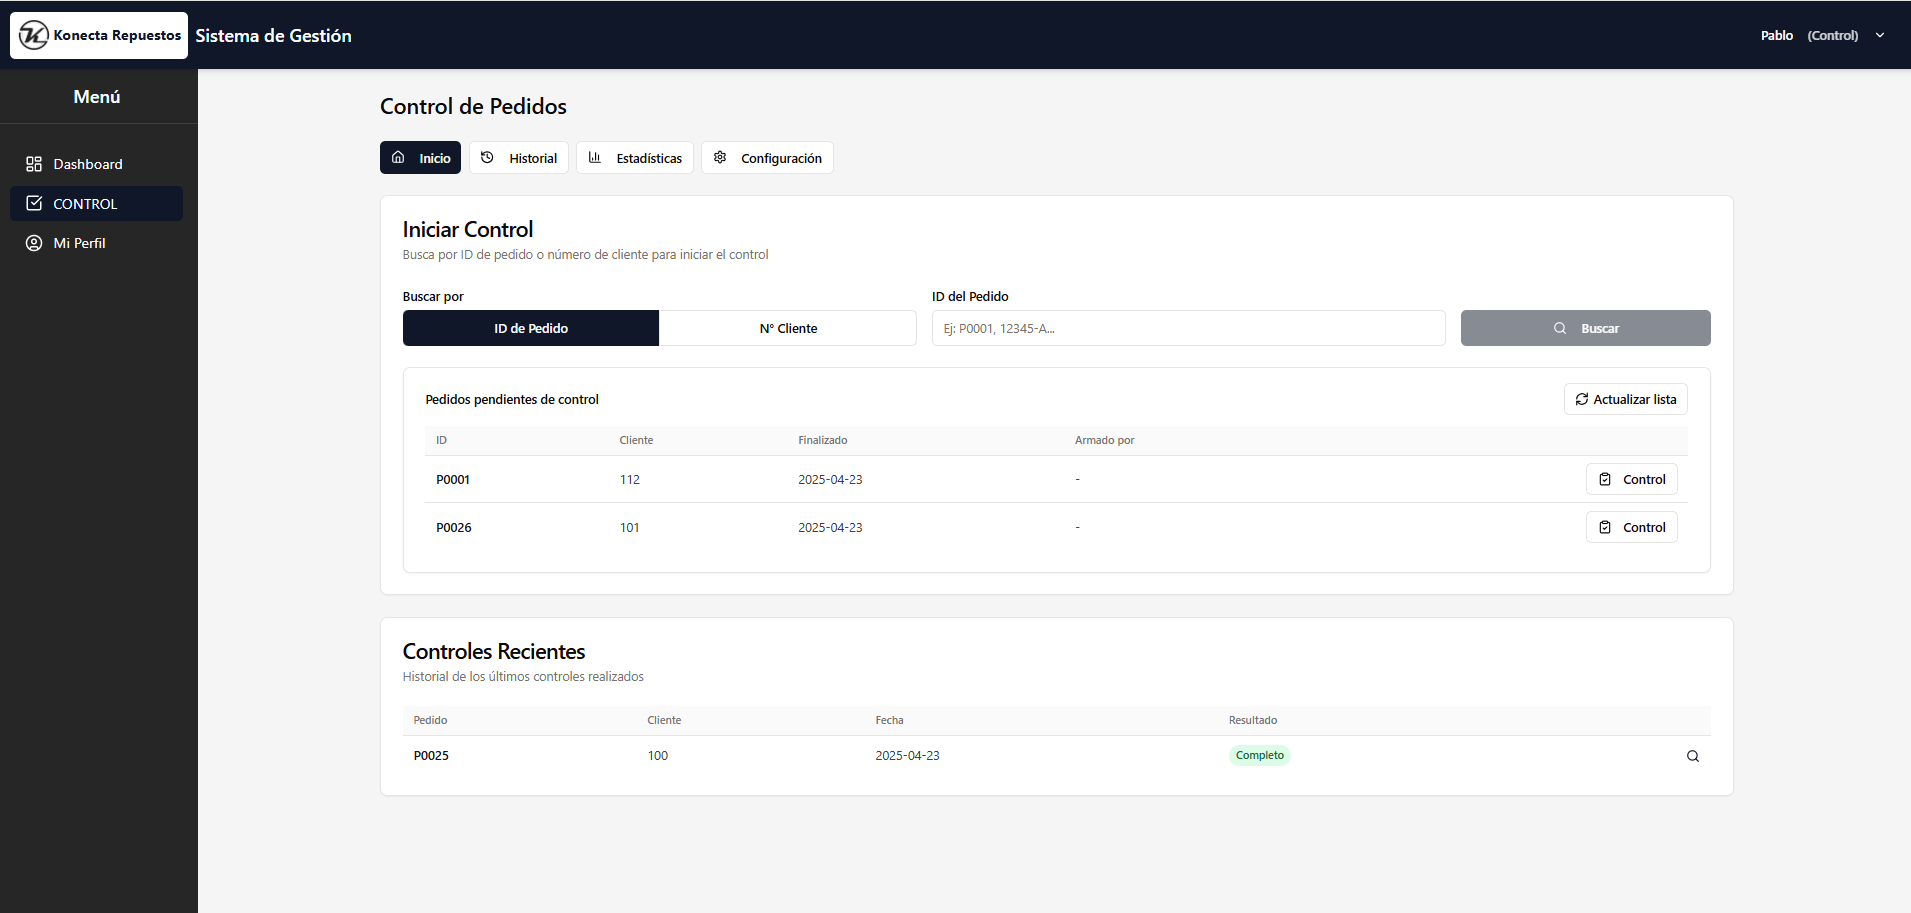 Konecta Repuestos Sistema de Gestión Pablo (Control)
Menú
Dashboard
CONTROL
Mi Perfil
Control de Pedidos
Inicio Historial Estadísticas Configuración
Iniciar Control
Busca por ID de pedido o número de cliente para iniciar el control
Buscar por ID del Pedido
ID de Pedido N° Cliente Ej: P0001, 12345-A... Buscar
Pedidos pendientes de control Actualizar lista
ID Cliente Finalizado Armado por
P0001 112 2025-04-23 - Control
P0026 101 2025-04-23 - Control
Controles Recientes
Historial de los últimos controles realizados
Pedido Cliente Fecha Resultado
P0025 100 2025-04-23 Completo